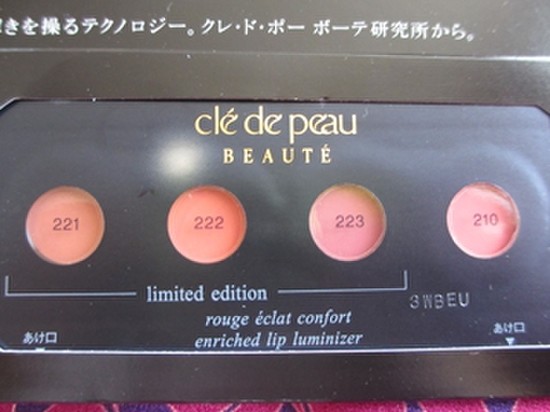 きを操るテクノロジー。クレ・ド・ポー ボーテ研究所から。
clé de peau
BEAUTÉ
221 222 223 210
limited edition
3WBEU
rouge éclat confort
enriched lip luminizer
あけ口 あけ口